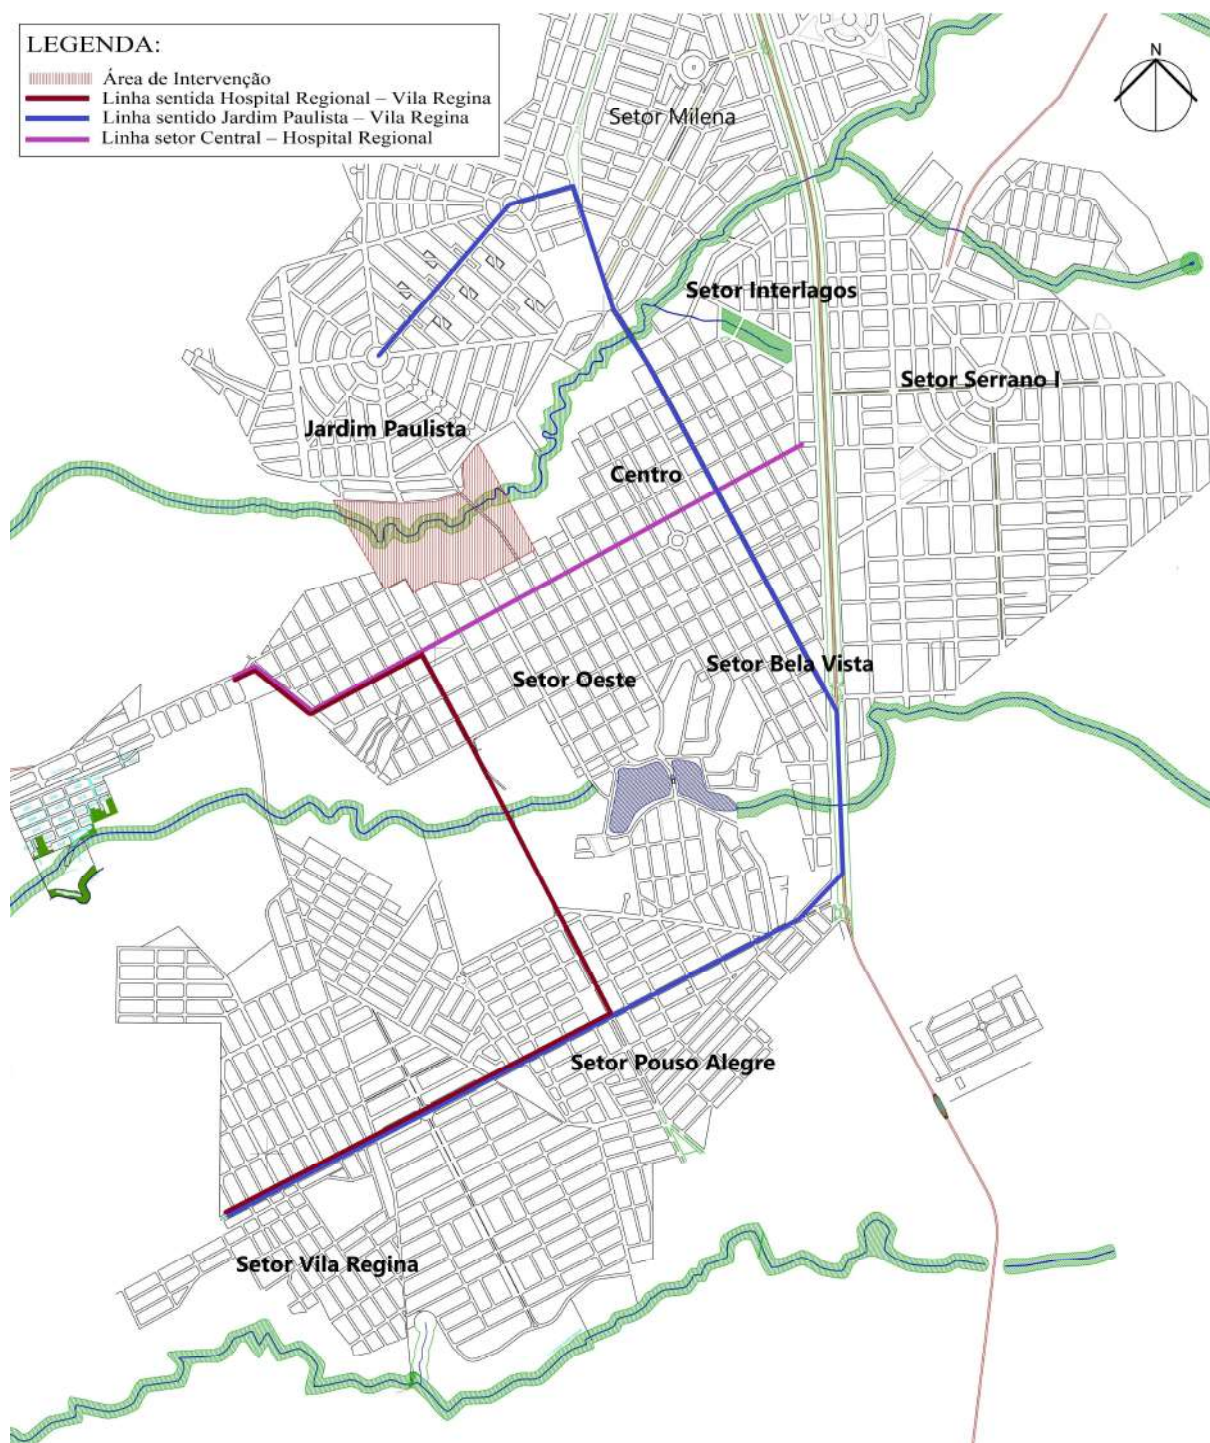 LEGENDA:
Área de Intervenção
Linha sentida Hospital Regional – Vila Regina
Linha sentido Jardim Paulista – Vila Regina
Linha setor Central – Hospital Regional
N
Setor Milena
Setor Interlagos
Setor Serrano I
Jardim Paulista
Centro
Setor Bela Vista
Setor Oeste
Setor Pouso Alegre
Setor Vila Regina